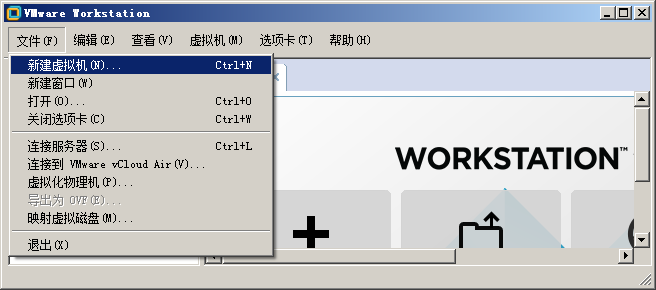 VMware Workstation
文件(F) 编辑(E) 查看(V) 虚拟机(M) 选项卡(T) 帮助(H)
新建虚拟机(N)... Ctrl+N
新建窗口(W)
打开(O)... Ctrl+O
关闭选项卡(C) Ctrl+W
连接服务器(S)... Ctrl+L
连接到 VMware vCloud Air(V)...
虚拟化物理机(P)...
导出为 OVF(E)...
映射虚拟磁盘(M)...
退出(X)
WORKSTATION™